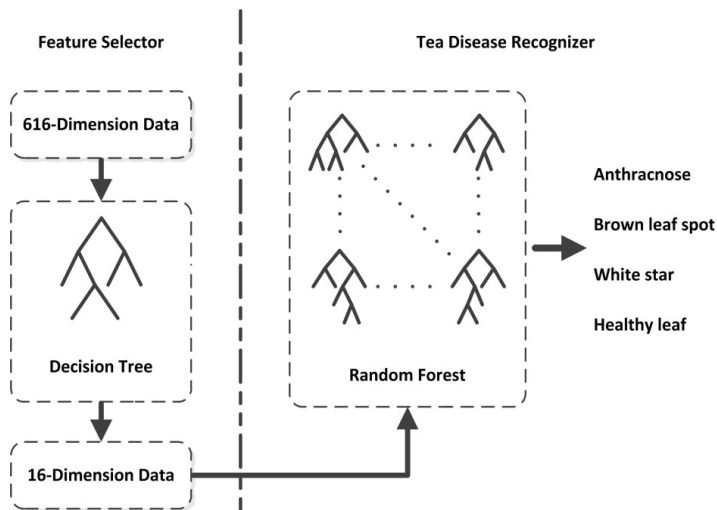 Feature Selector
Tea Disease Recognizer
616-Dimension Data
Decision Tree
16-Dimension Data
Random Forest
Anthracnose
Brown leaf spot
White star
Healthy leaf